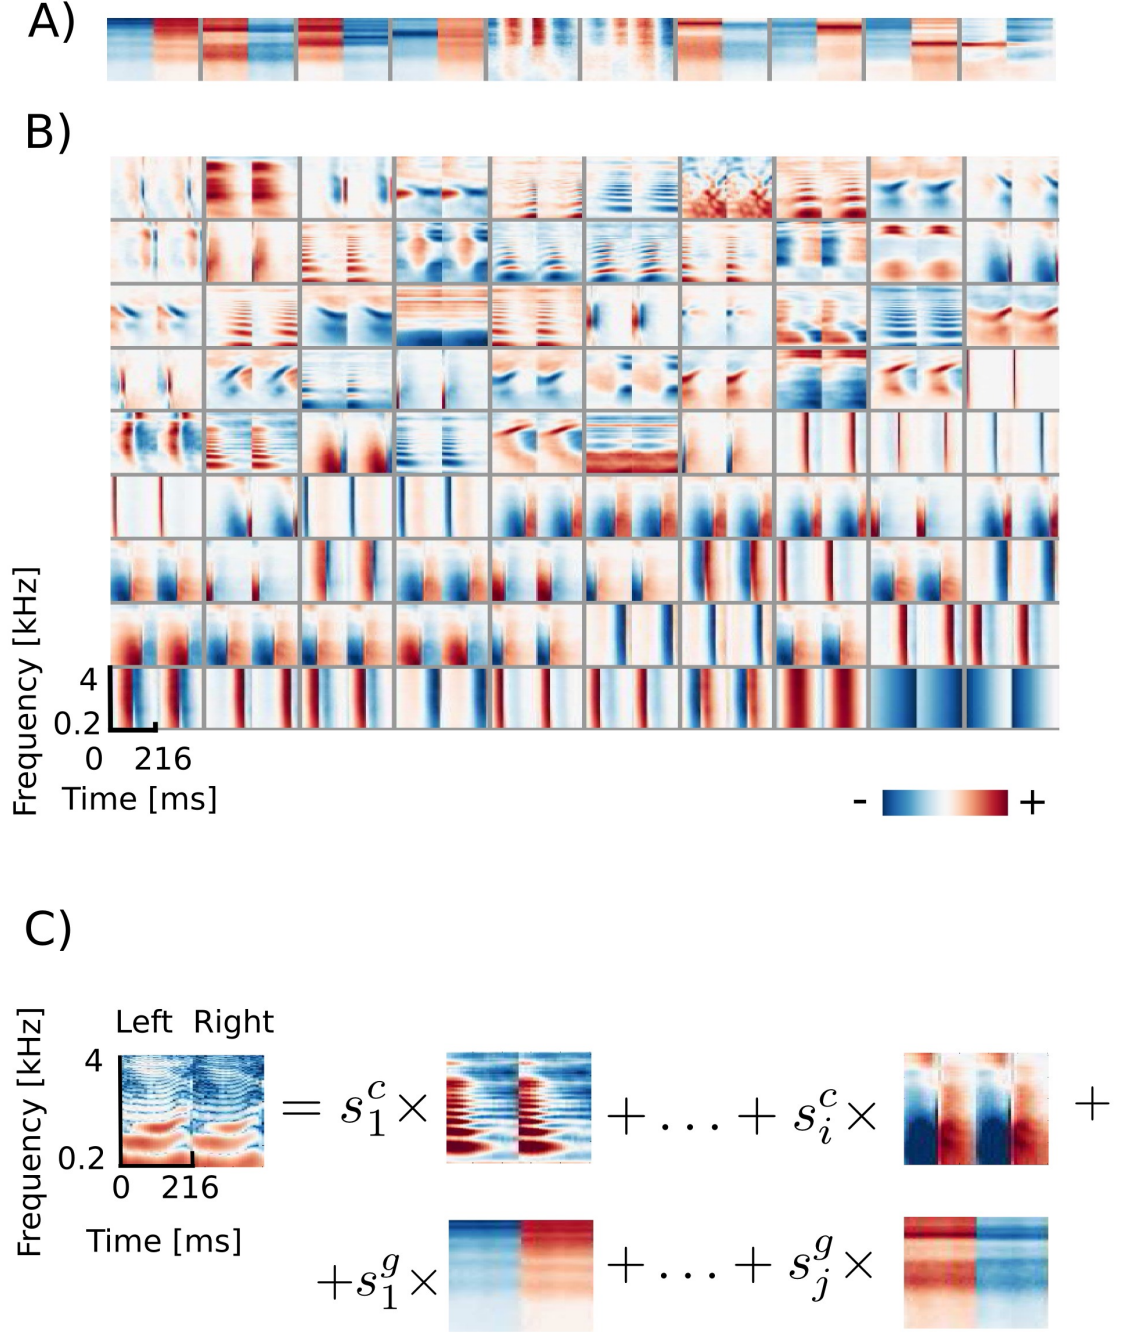 A)
B)
Frequency [kHz]
4
0.2
0 216
Time [ms]
- +
C)
Left Right
Frequency [kHz]
4
0.2
0 216
Time [ms]
= s_1^c × + ... + s_i^c × +
+s_1^g × + ... + s_j^g ×